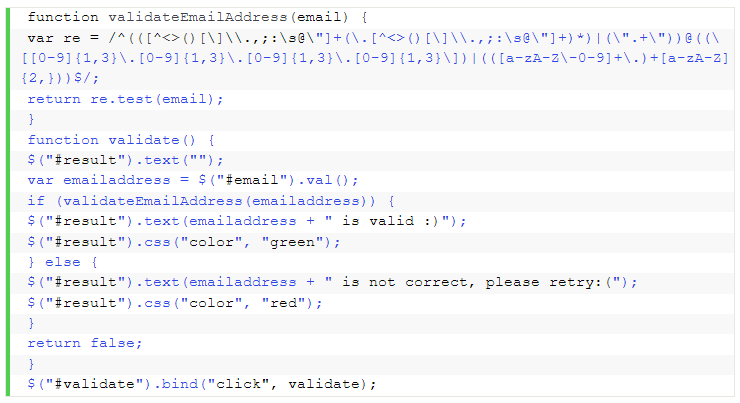 function validateEmailAddress(email) {
var re = /^(([^<>()[\]\\.,;:\s@\"]+(\.[^<>()[\]\\.,;:\s@\"]+)*)|(\".+\"))@((\
[[0-9]{1,3}\.[0-9]{1,3}\.[0-9]{1,3}\.[0-9]{1,3}\])|(([a-zA-Z\-0-9]+\.)+[a-zA-Z]
{2,}))$/;
return re.test(email);
}
function validate() {
$("#result").text("");
var emailaddress = $("#email").val();
if (validateEmailAddress(emailaddress)) {
$("#result").text(emailaddress + " is valid :)");
$("#result").css("color", "green");
} else {
$("#result").text(emailaddress + " is not correct, please retry:(");
$("#result").css("color", "red");
}
return false;
}
$("#validate").bind("click", validate);